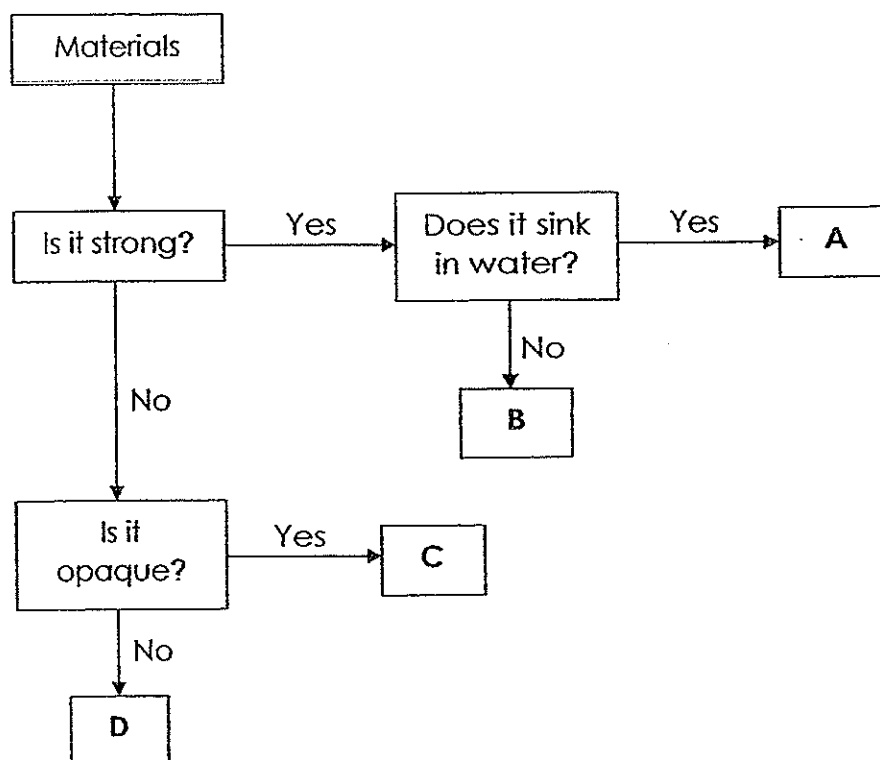 Materials
Is it strong?
Yes
Does it sink
in water?
Yes
A
No
B
No
Is it
opaque?
Yes
C
No
D